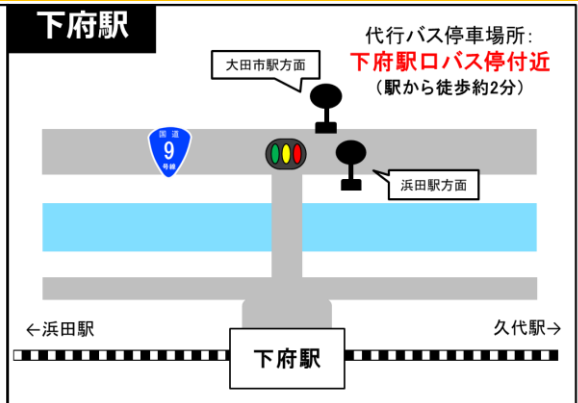 下府駅
代行バス停車場所:
下府駅口バス停付近
(駅から徒歩約2分)
大田市駅方面
国道
9
号線
浜田駅方面
←浜田駅
久代駅→
下府駅